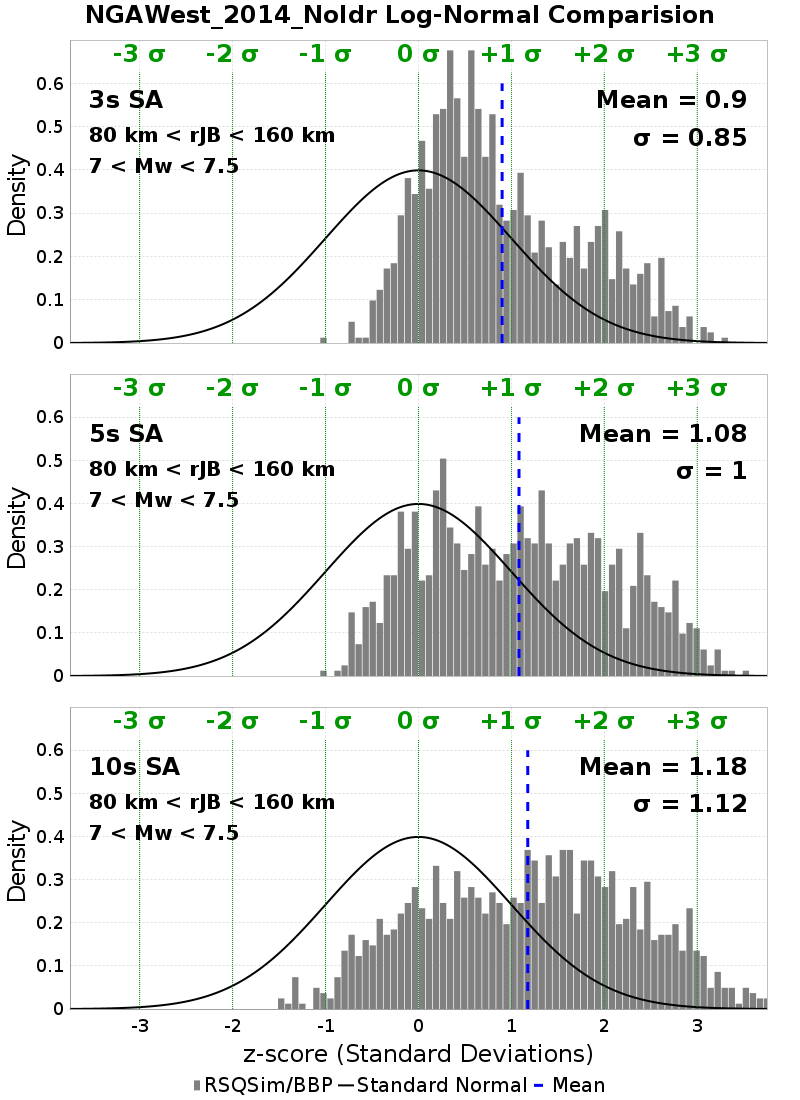 NGAWest_2014_NoIdr Log-Normal Comparision
-3 σ -2 σ -1 σ 0 σ +1 σ +2 σ +3 σ
3s SA
80 km < rJB < 160 km
7 < Mw < 7.5
Mean = 0.9
σ = 0.85
Density
0.6
0.5
0.4
0.3
0.2
0.1
0
-3 σ -2 σ -1 σ 0 σ +1 σ +2 σ +3 σ
5s SA
80 km < rJB < 160 km
7 < Mw < 7.5
Mean = 1.08
σ = 1
Density
0.6
0.5
0.4
0.3
0.2
0.1
0
-3 σ -2 σ -1 σ 0 σ +1 σ +2 σ +3 σ
10s SA
80 km < rJB < 160 km
7 < Mw < 7.5
Mean = 1.18
σ = 1.12
Density
0.6
0.5
0.4
0.3
0.2
0.1
0
-3 -2 -1 0 1 2 3
z-score (Standard Deviations)
RSQSim/BBP Standard Normal Mean